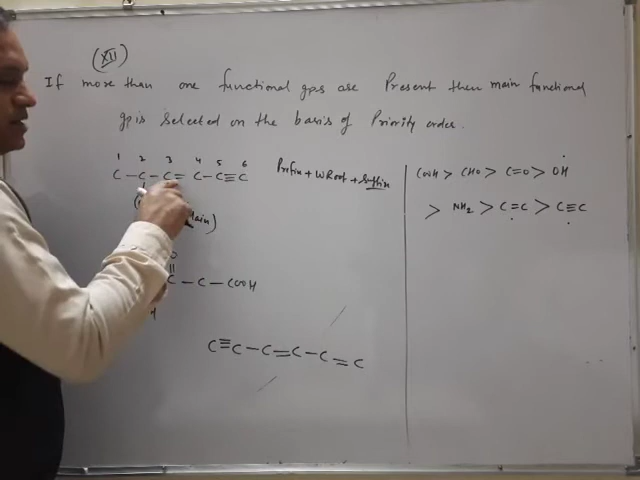 (XII)
If more than one functional gps are Present then main functional
gp is selected on the basis of Priority order.
1 2 3 4 5 6
C - C - C = C - C ≡ C
Prefix + W Root + Suffix
COOH > CHO > C=O > OH
> NH2 > C=C > C≡C
C - C - COOH
C≡C-C=C-C=C